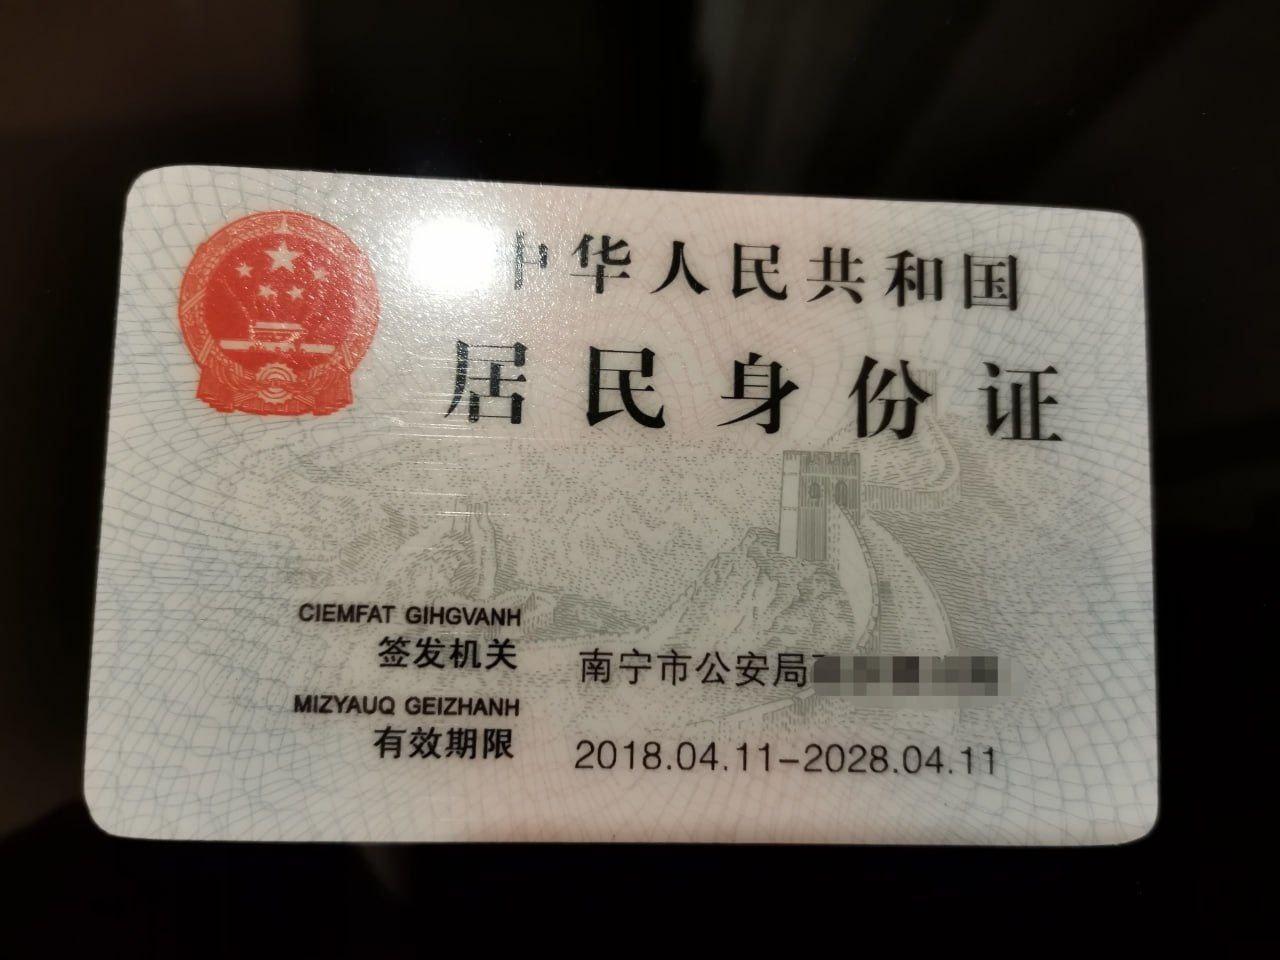 中华人民共和国
居民身份证
CIEMFAT GIHGVANH
签发机关 南宁市公安局
MIZYAUQ GEIZHANH
有效期限 2018.04.11-2028.04.11